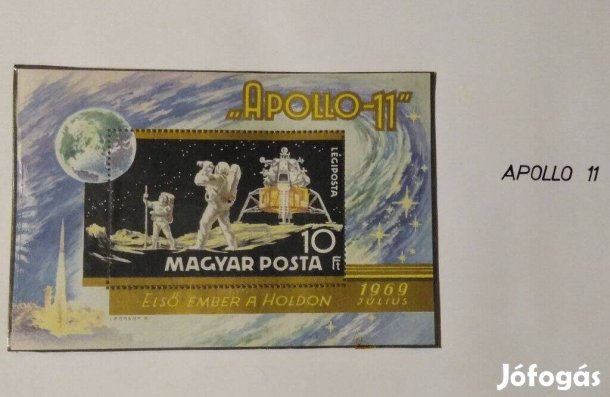 „APOLLO-11”
LÉGIPOSTA
10 Ft
MAGYAR POSTA
ELSŐ EMBER A HOLDON
1969
JÚLIUS
APOLLO 11
Jófogás